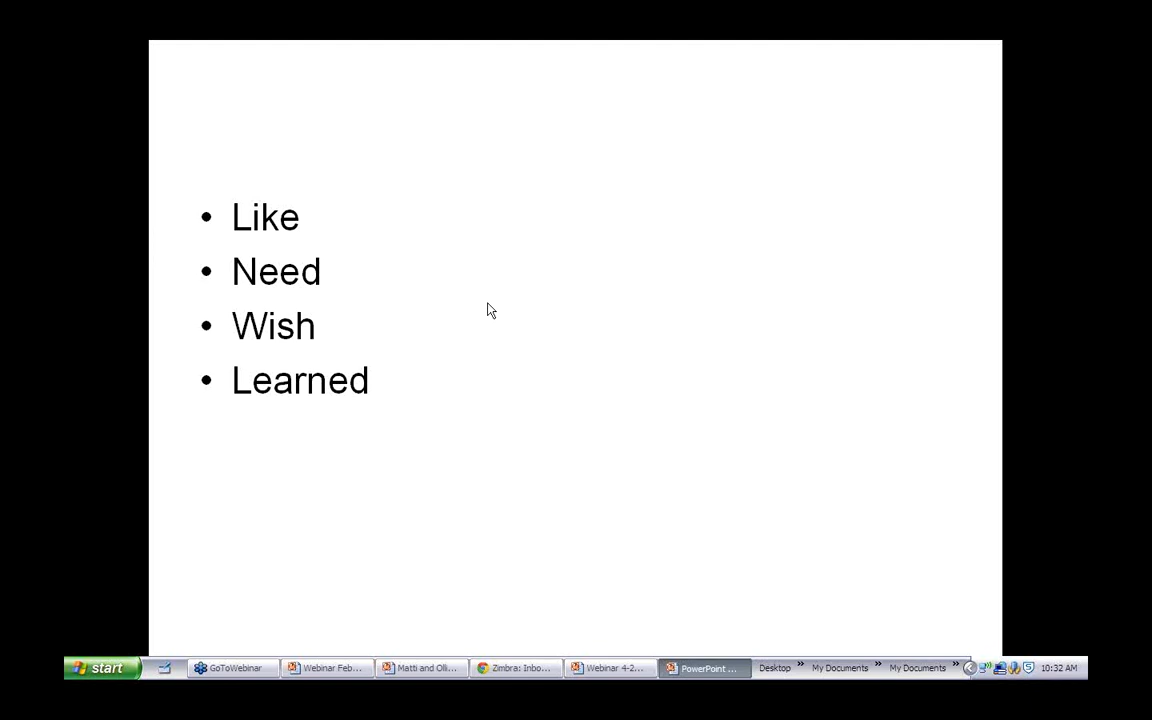 • Like
• Need
• Wish
• Learned
start
GoToWebinar
Webinar Feb...
Matti and Olli...
Zimbra: Inbo...
Webinar 4-2...
PowerPoint ...
Desktop »
My Documents »
My Documents »
10:32 AM